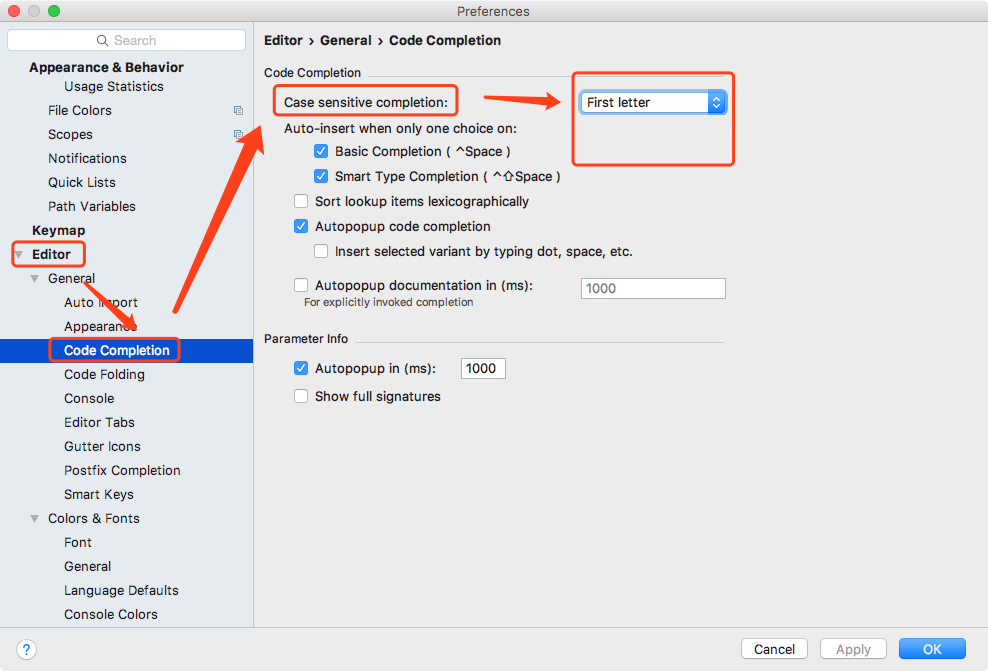 Preferences
Search
Appearance & Behavior
Usage Statistics
File Colors
Scopes
Notifications
Quick Lists
Path Variables
Keymap
Editor
General
Auto Import
Appearance
Code Completion
Code Folding
Console
Editor Tabs
Gutter Icons
Postfix Completion
Smart Keys
Colors & Fonts
Font
General
Language Defaults
Console Colors
Editor › General › Code Completion
Code Completion
Case sensitive completion: First letter
Auto-insert when only one choice on:
Basic Completion ( ^Space )
Smart Type Completion ( ^⇧Space )
Sort lookup items lexicographically
Autopopup code completion
Insert selected variant by typing dot, space, etc.
Autopopup documentation in (ms): 1000
For explicitly invoked completion
Parameter Info
Autopopup in (ms): 1000
Show full signatures
? Cancel Apply OK